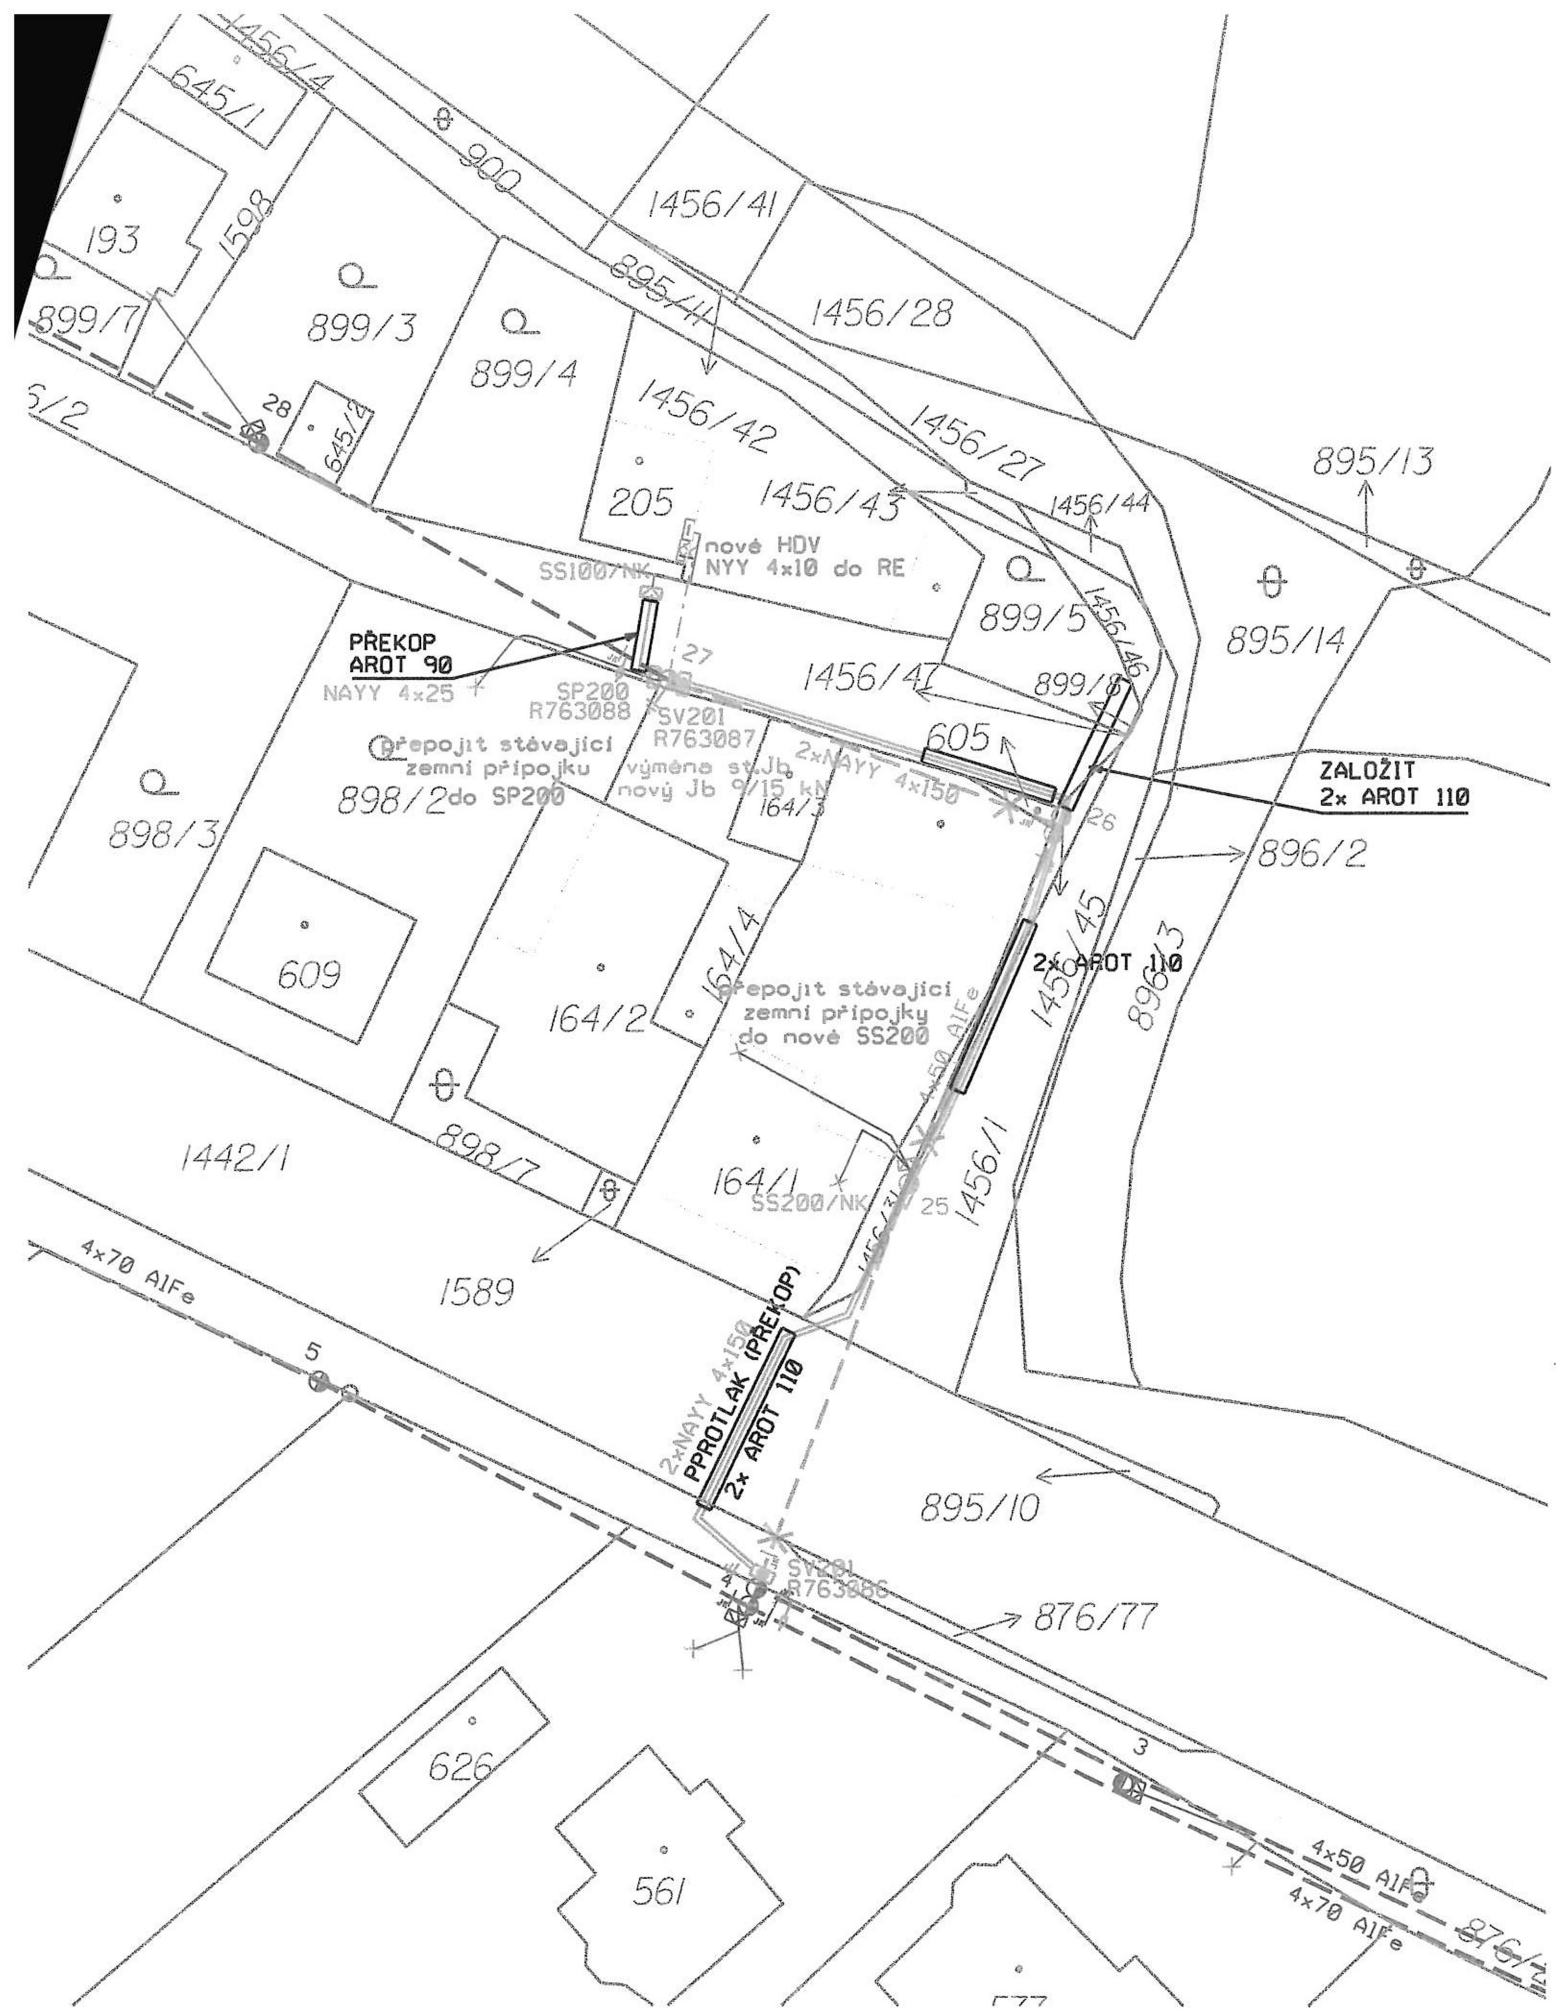 1456/4
645/1
900
193
1598
1456/41
895/11
1456/28
899/7
899/3
899/4
1456/42
28
645/2
205
1456/43
1456/27
1456/44
895/13
nové HDV
NYY 4x10 do RE
SS100/NK
899/5
1456/46
895/14
PŘEKOP
AROT 90
NAYY 4x25
27
1456/47
899/8
SP200
R763088
SV201
R763087
605
přepojit stávající
zemní přípojku
do SP200
výměna st.Jb
nový Jb 9/15 kN
2xNAYY 4x150
ZALOŽIT
2x AROT 110
898/3
898/2
164/3
26
896/2
609
164/2
164/4
přepojit stávající
zemní přípojky
do nové SS200
4x50 AlFe
2x AROT 110
1456/45
896/3
1442/1
898/7
164/1
SS200/NK
25
1456/31
1456/1
4x70 AlFe
1589
5
2xNAYY 4x150
PPROTLAK (PŘEKOP)
2x AROT 110
895/10
SV201
R763086
4
876/77
626
3
561
4x50 AlFe
4x70 AlFe